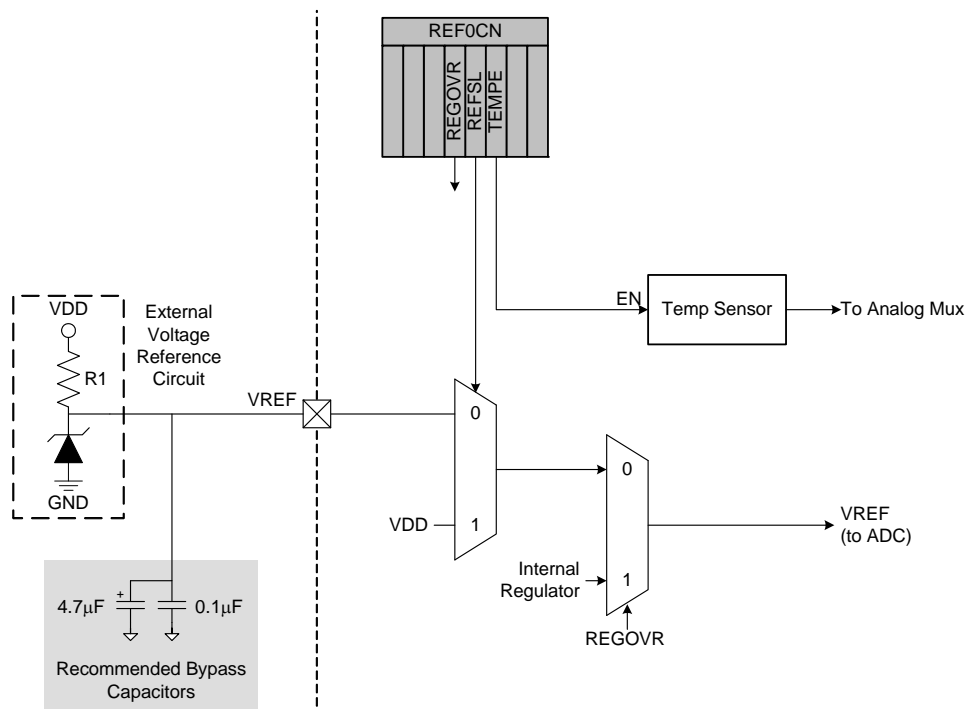 REF0CN
REGOVR
REFSL
TEMPE
EN
Temp Sensor
To Analog Mux
VDD
R1
GND
External
Voltage
Reference
Circuit
VREF
0
VDD
1
0
Internal
Regulator
1
REGOVR
VREF
(to ADC)
4.7μF
+
0.1μF
Recommended Bypass
Capacitors